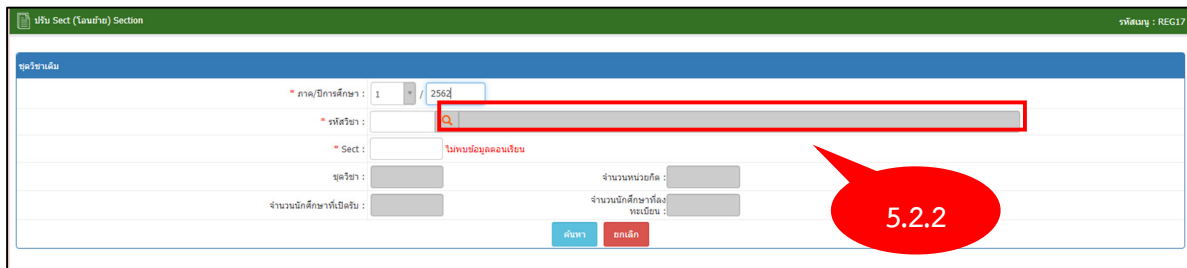 ปรับ Sect (โอนย้าย) Section
รหัสเมนู : REG17
ชุดวิชาเดิม
* ภาค/ปีการศึกษา : 1 / 2562
* รหัสวิชา :
* Sect : ไม่พบข้อมูลตอนเรียน
ชุดวิชา : จำนวนหน่วยกิต :
จำนวนนักศึกษาที่เปิดรับ : จำนวนนักศึกษาที่ลง
ทะเบียน :
ค้นหา ยกเลิก
5.2.2